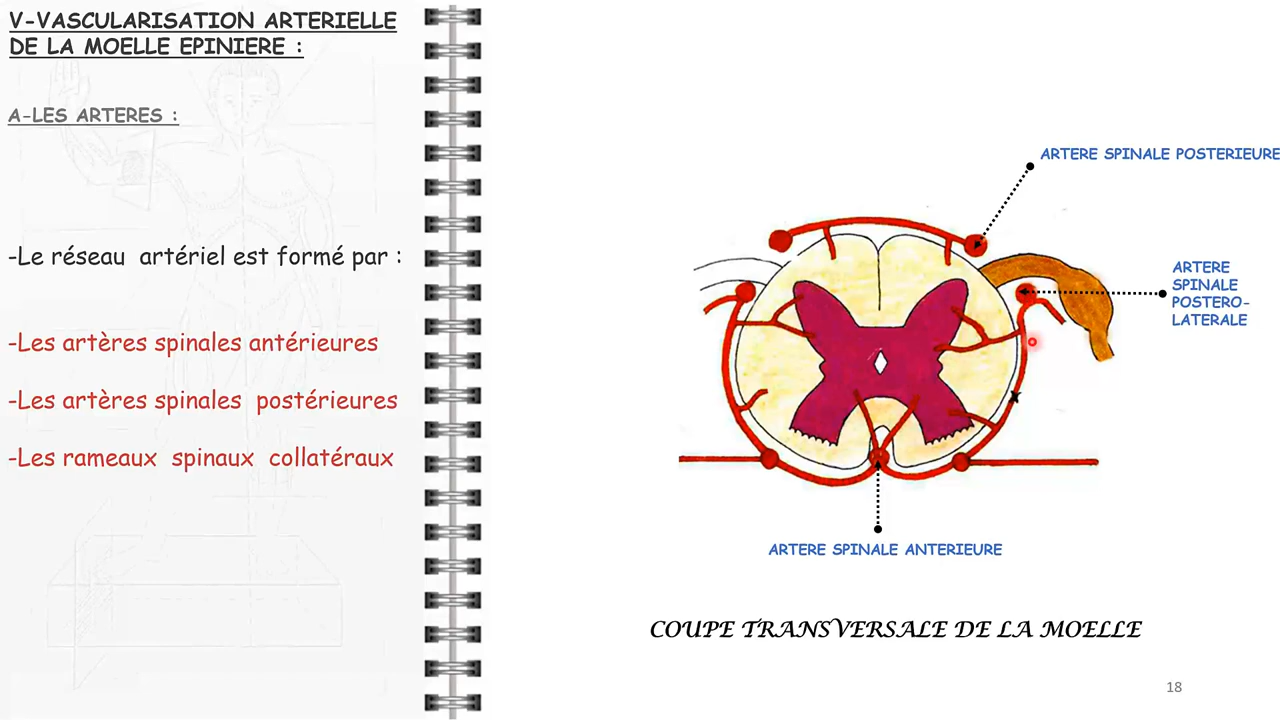 V-VASCULARISATION ARTERIELLE
DE LA MOELLE EPINIERE :
A-LES ARTERES :
-Le réseau artériel est formé par :
-Les artères spinales antérieures
-Les artères spinales postérieures
-Les rameaux spinaux collatéraux
ARTERE SPINALE POSTERIEURE
ARTERE
SPINALE
POSTERO-
LATERALE
ARTERE SPINALE ANTERIEURE
COUPE TRANSVERSALE DE LA MOELLE
18